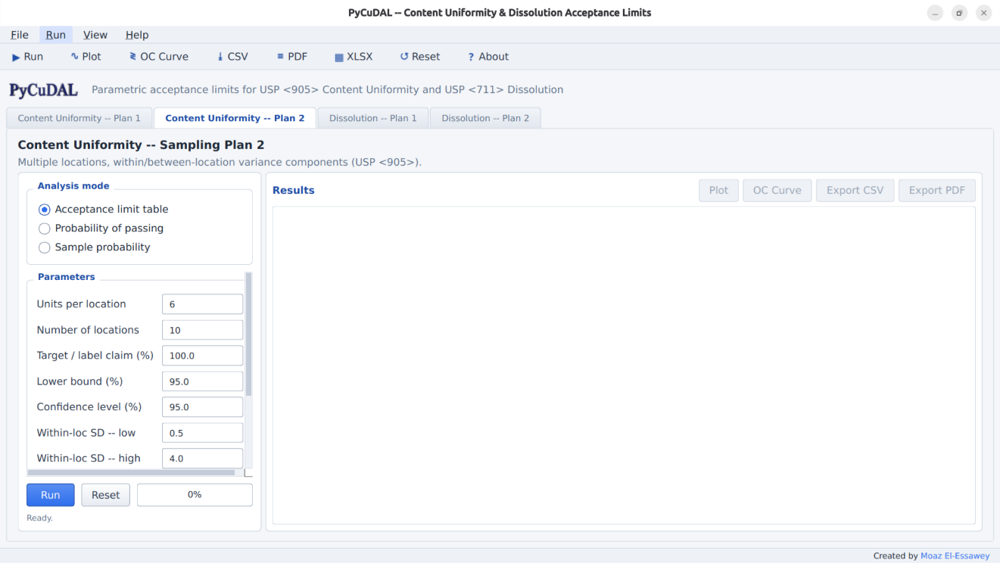 PyCuDAL -- Content Uniformity & Dissolution Acceptance Limits
File Run View Help
Run Plot OC Curve CSV PDF XLSX Reset ? About
PyCuDAL Parametric acceptance limits for USP <905> Content Uniformity and USP <711> Dissolution
Content Uniformity -- Plan 1 Content Uniformity -- Plan 2 Dissolution -- Plan 1 Dissolution -- Plan 2
Content Uniformity -- Sampling Plan 2
Multiple locations, within/between-location variance components (USP <905>).
Analysis mode
Acceptance limit table
Probability of passing
Sample probability
Parameters
Units per location 6
Number of locations 10
Target / label claim (%) 100.0
Lower bound (%) 95.0
Confidence level (%) 95.0
Within-loc SD -- low 0.5
Within-loc SD -- high 4.0
Run Reset 0%
Ready.
Results Plot OC Curve Export CSV Export PDF
Created by Moaz El-Essawey